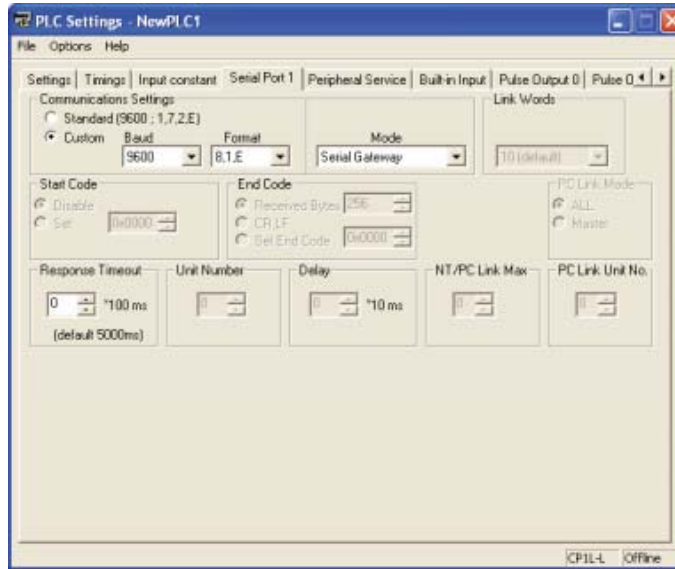 PLC Settings - NewPLC1
File Options Help
Settings Timings Input constant Serial Port 1 Peripheral Service Built-in Input Pulse Output 0 Pulse O
Communications Settings
Link Words
Standard (9600 ; 1,7,2,E)
Custom Baud Format Mode
9600 8,1,E Serial Gateway 10 (default)
Start Code End Code PC Link Mode
Disable Received Bytes 256 ALL
Set 0x0000 CR,LF Master
Set End Code 0x0000
Response Timeout Unit Number Delay NT/PC Link Max PC Link Unit No.
0 *100 ms 0 0 *10 ms 0 0
(default 5000ms)
CP1L-L Offline